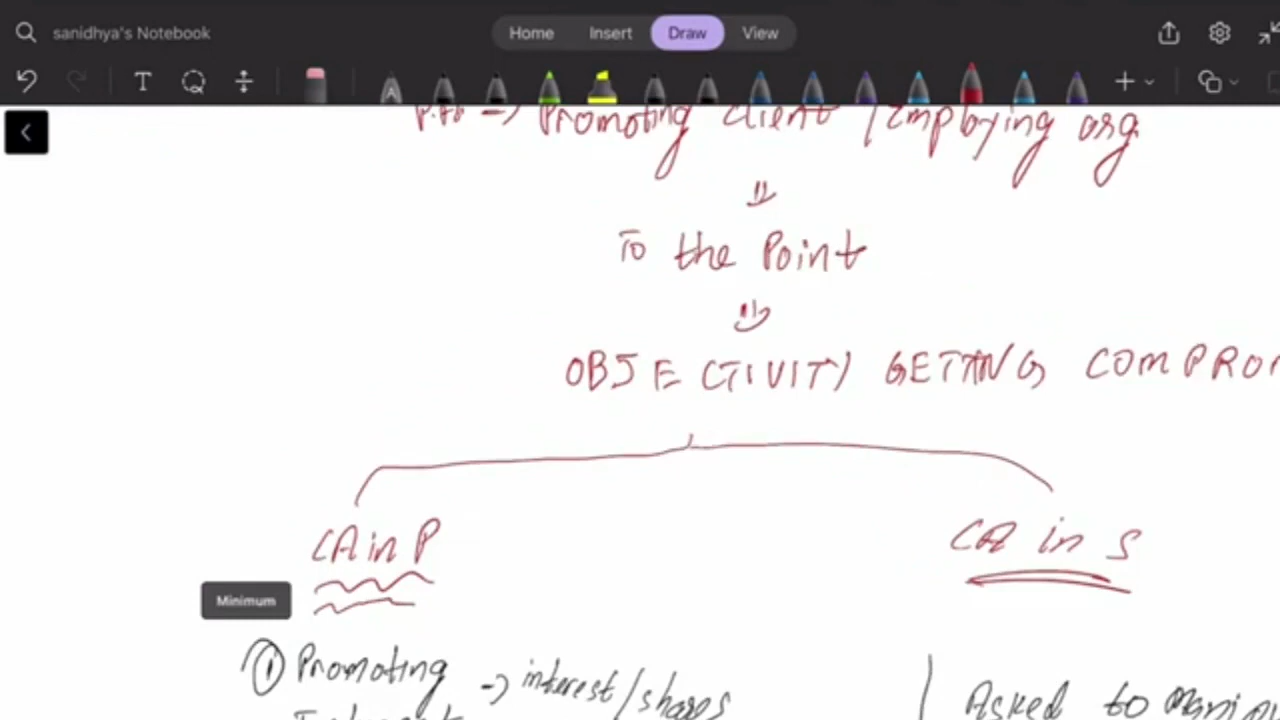 sanidhya's Notebook
Home Insert Draw View
Promoting client / Employing org
To the Point
OBJECTIVITY GETTING COMPRO
CA in P
CA in S
Minimum
① Promoting → interest/shares
Asked to